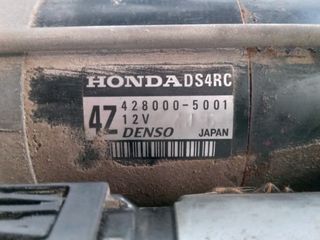 HONDA DS4RC
4Z 428000-5001
12V
DENSO JAPAN